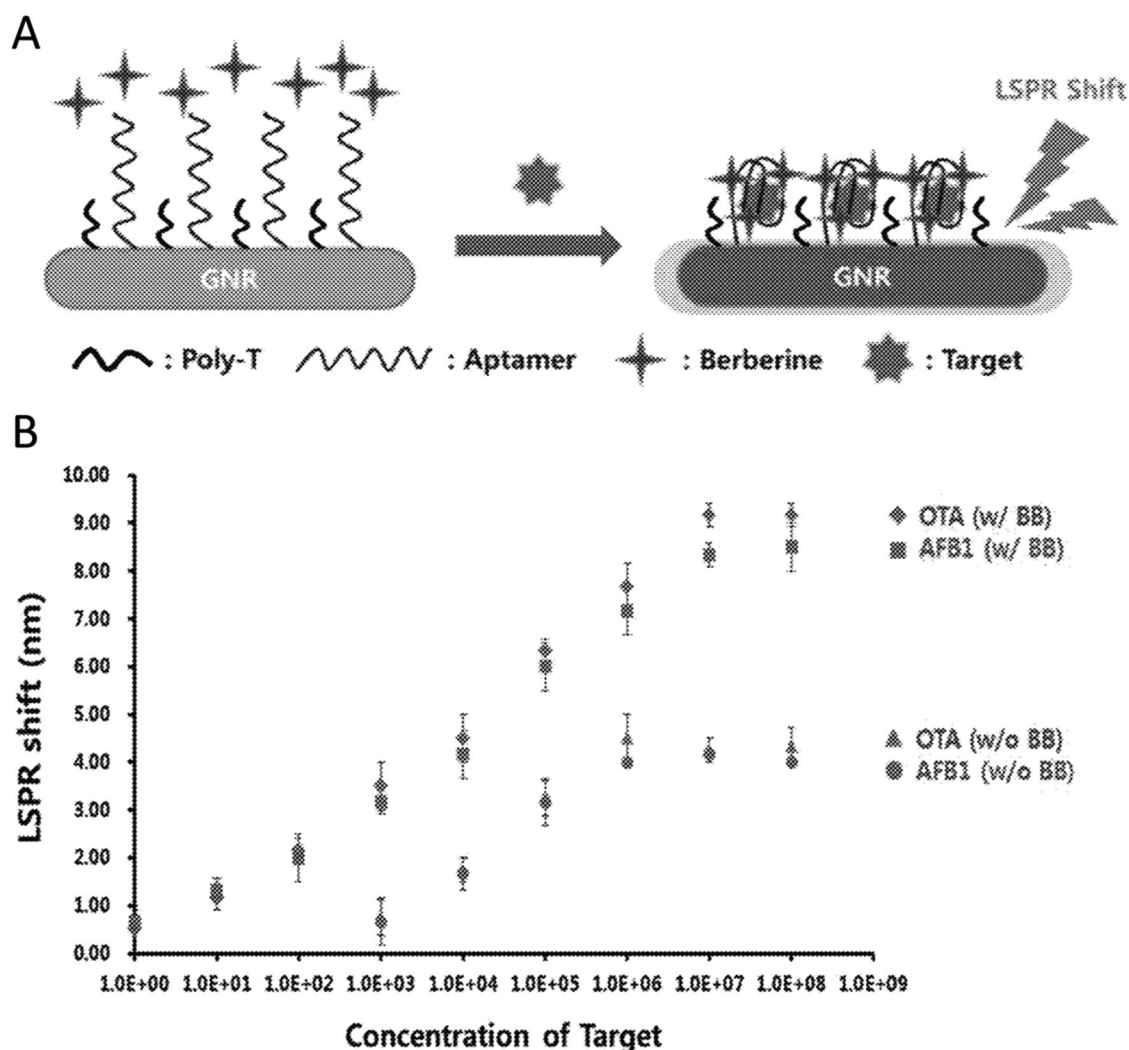 A
LSPR Shift
GNR
GNR
: Poly-T : Aptamer : Berberine : Target
B
10.00
9.00
8.00
7.00
6.00
5.00
4.00
3.00
2.00
1.00
0.00
LSPR shift (nm)
OTA (w/ BB)
AFB1 (w/ BB)
OTA (w/o BB)
AFB1 (w/o BB)
1.0E+00 1.0E+01 1.0E+02 1.0E+03 1.0E+04 1.0E+05 1.0E+06 1.0E+07 1.0E+08 1.0E+09
Concentration of Target